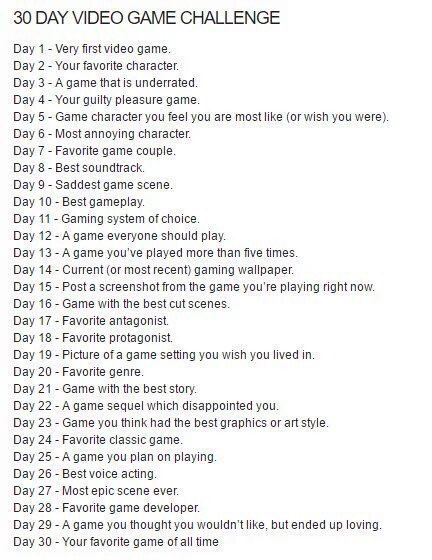 30 DAY VIDEO GAME CHALLENGE
Day 1 - Very first video game.
Day 2 - Your favorite character.
Day 3 - A game that is underrated.
Day 4 - Your guilty pleasure game.
Day 5 - Game character you feel you are most like (or wish you were).
Day 6 - Most annoying character.
Day 7 - Favorite game couple.
Day 8 - Best soundtrack.
Day 9 - Saddest game scene.
Day 10 - Best gameplay.
Day 11 - Gaming system of choice.
Day 12 - A game everyone should play.
Day 13 - A game you've played more than five times.
Day 14 - Current (or most recent) gaming wallpaper.
Day 15 - Post a screenshot from the game you're playing right now.
Day 16 - Game with the best cut scenes.
Day 17 - Favorite antagonist.
Day 18 - Favorite protagonist.
Day 19 - Picture of a game setting you wish you lived in.
Day 20 - Favorite genre.
Day 21 - Game with the best story.
Day 22 - A game sequel which disappointed you.
Day 23 - Game you think had the best graphics or art style.
Day 24 - Favorite classic game.
Day 25 - A game you plan on playing.
Day 26 - Best voice acting.
Day 27 - Most epic scene ever.
Day 28 - Favorite game developer.
Day 29 - A game you thought you wouldn't like, but ended up loving.
Day 30 - Your favorite game of all time